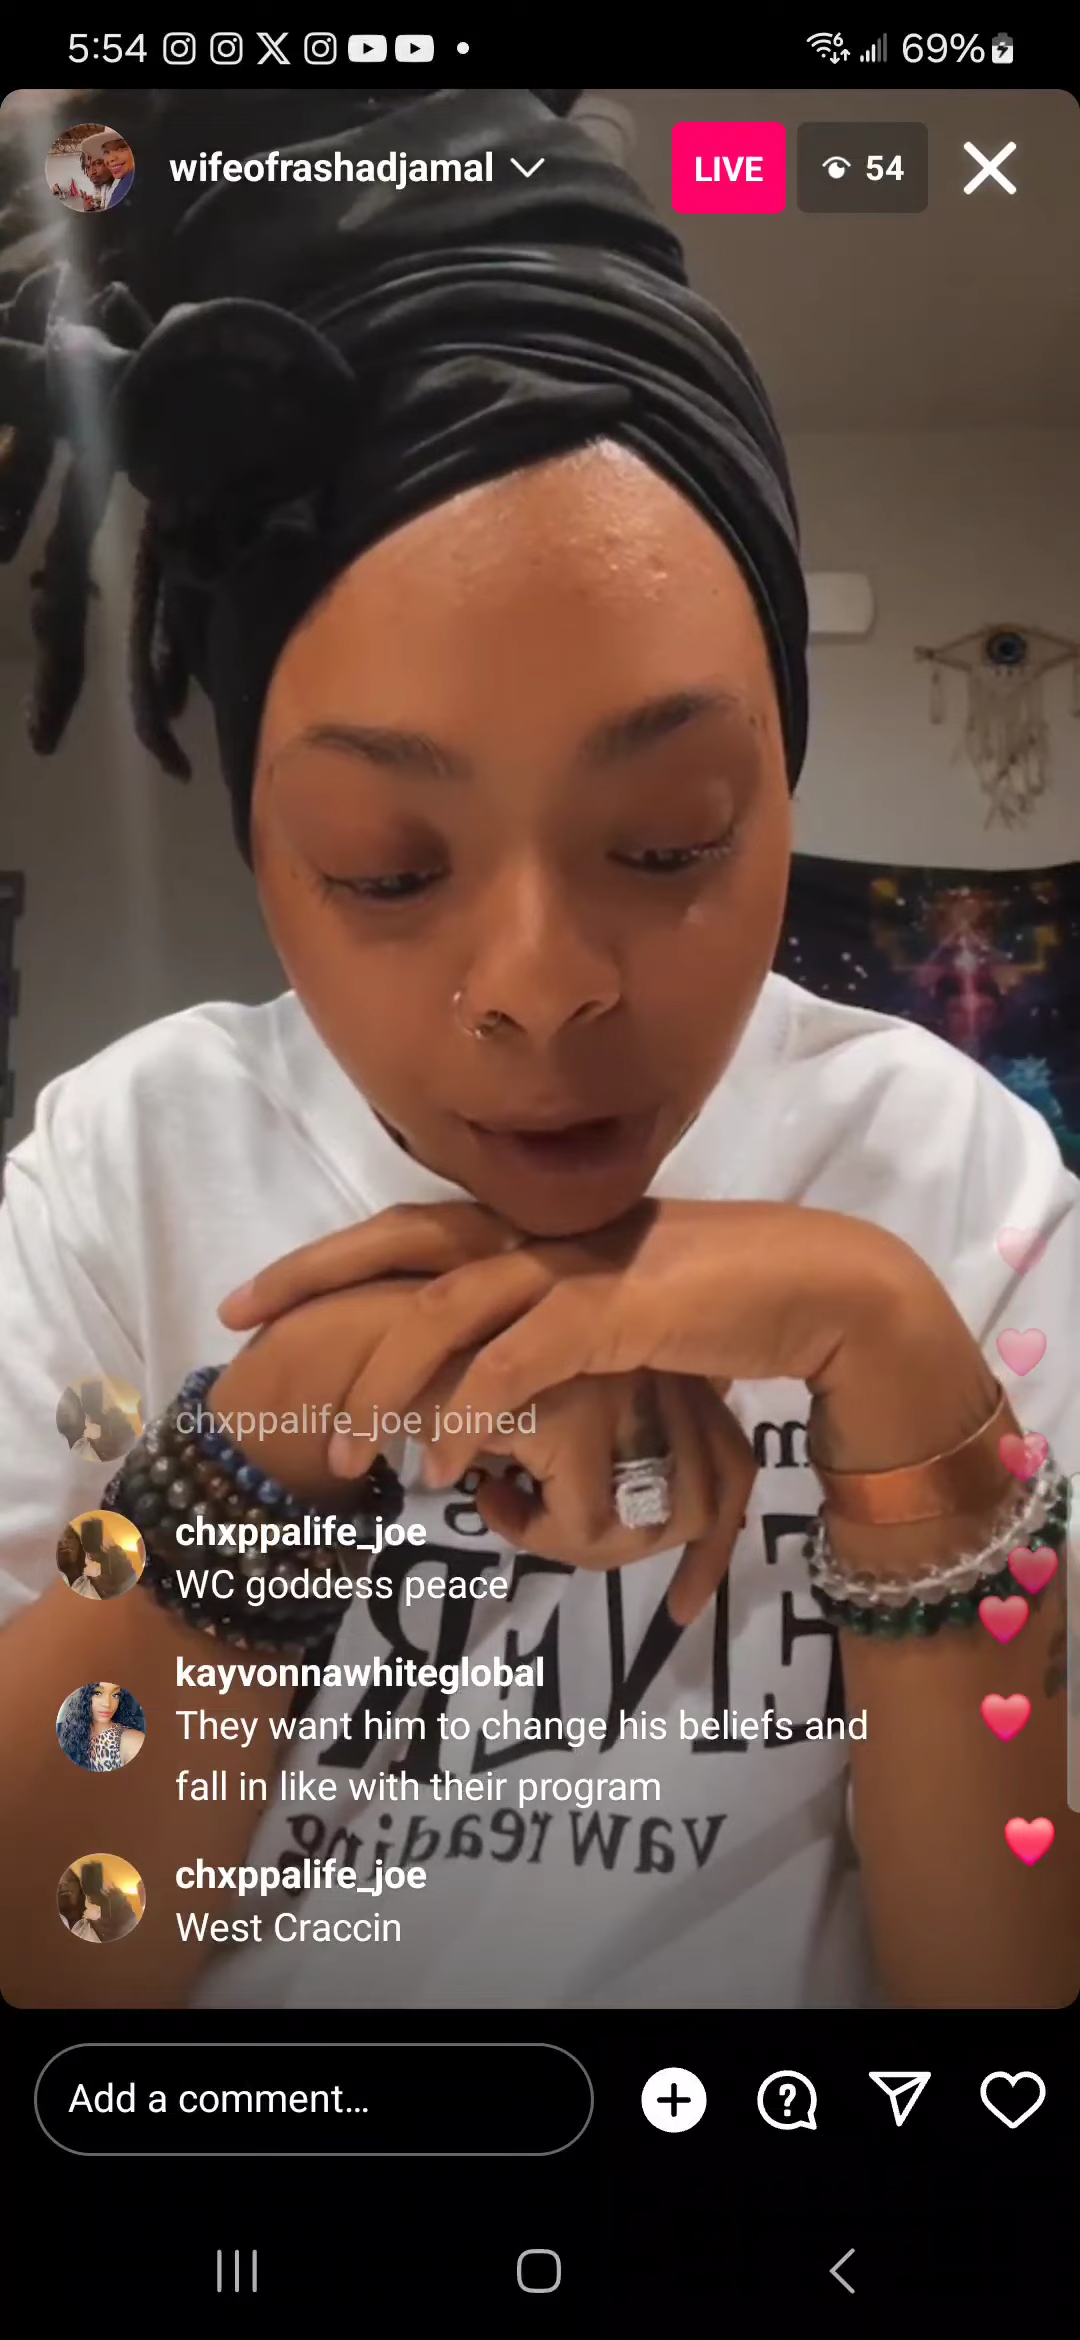 5:54
69%
wifeofrashadjamal
LIVE
54
chxppalife_joe joined
chxppalife_joe
WC goddess peace
kayvonnawhiteglobal
They want him to change his beliefs and
fall in like with their program
chxppalife_joe
West Craccin
Add a comment...